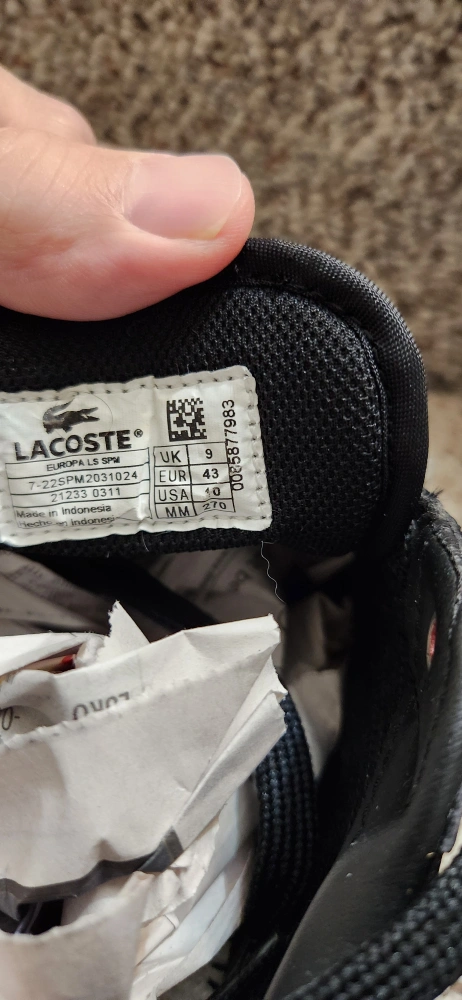 LACOSTE®
EUROPA LS SPM
7-22SPM2031024
21233 0311
Made in Indonesia
UK 9
EUR 43
USA 10
MM 270